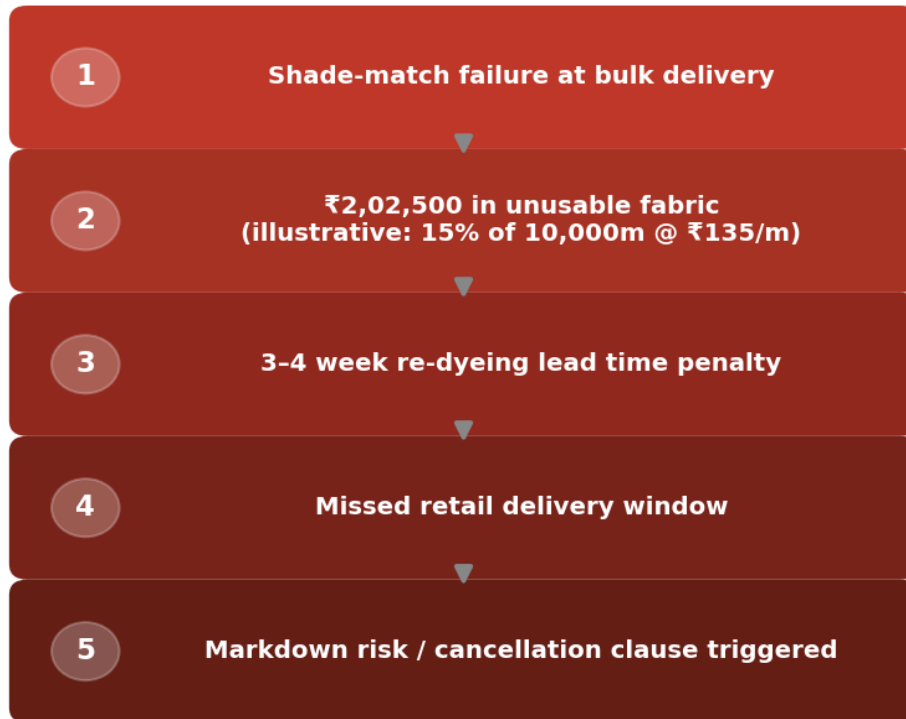 1
Shade-match failure at bulk delivery
2
₹2,02,500 in unusable fabric
(illustrative: 15% of 10,000m @ ₹135/m)
3
3–4 week re-dyeing lead time penalty
4
Missed retail delivery window
5
Markdown risk / cancellation clause triggered